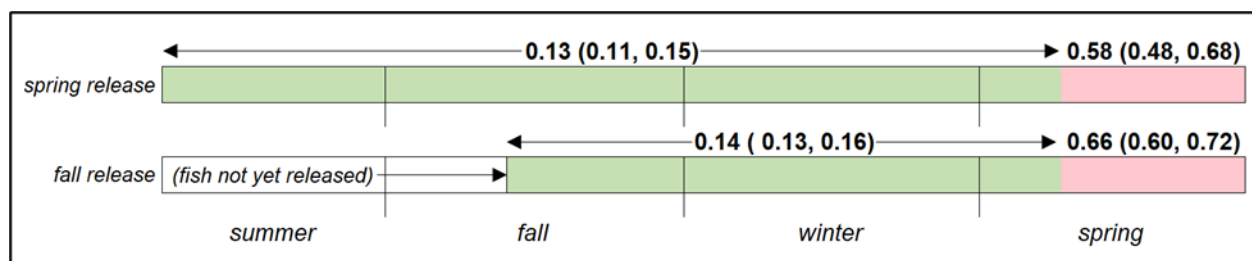 0.13 (0.11, 0.15) 0.58 (0.48, 0.68)
spring release
0.14 ( 0.13, 0.16) 0.66 (0.60, 0.72)
fall release (fish not yet released)
summer fall winter spring